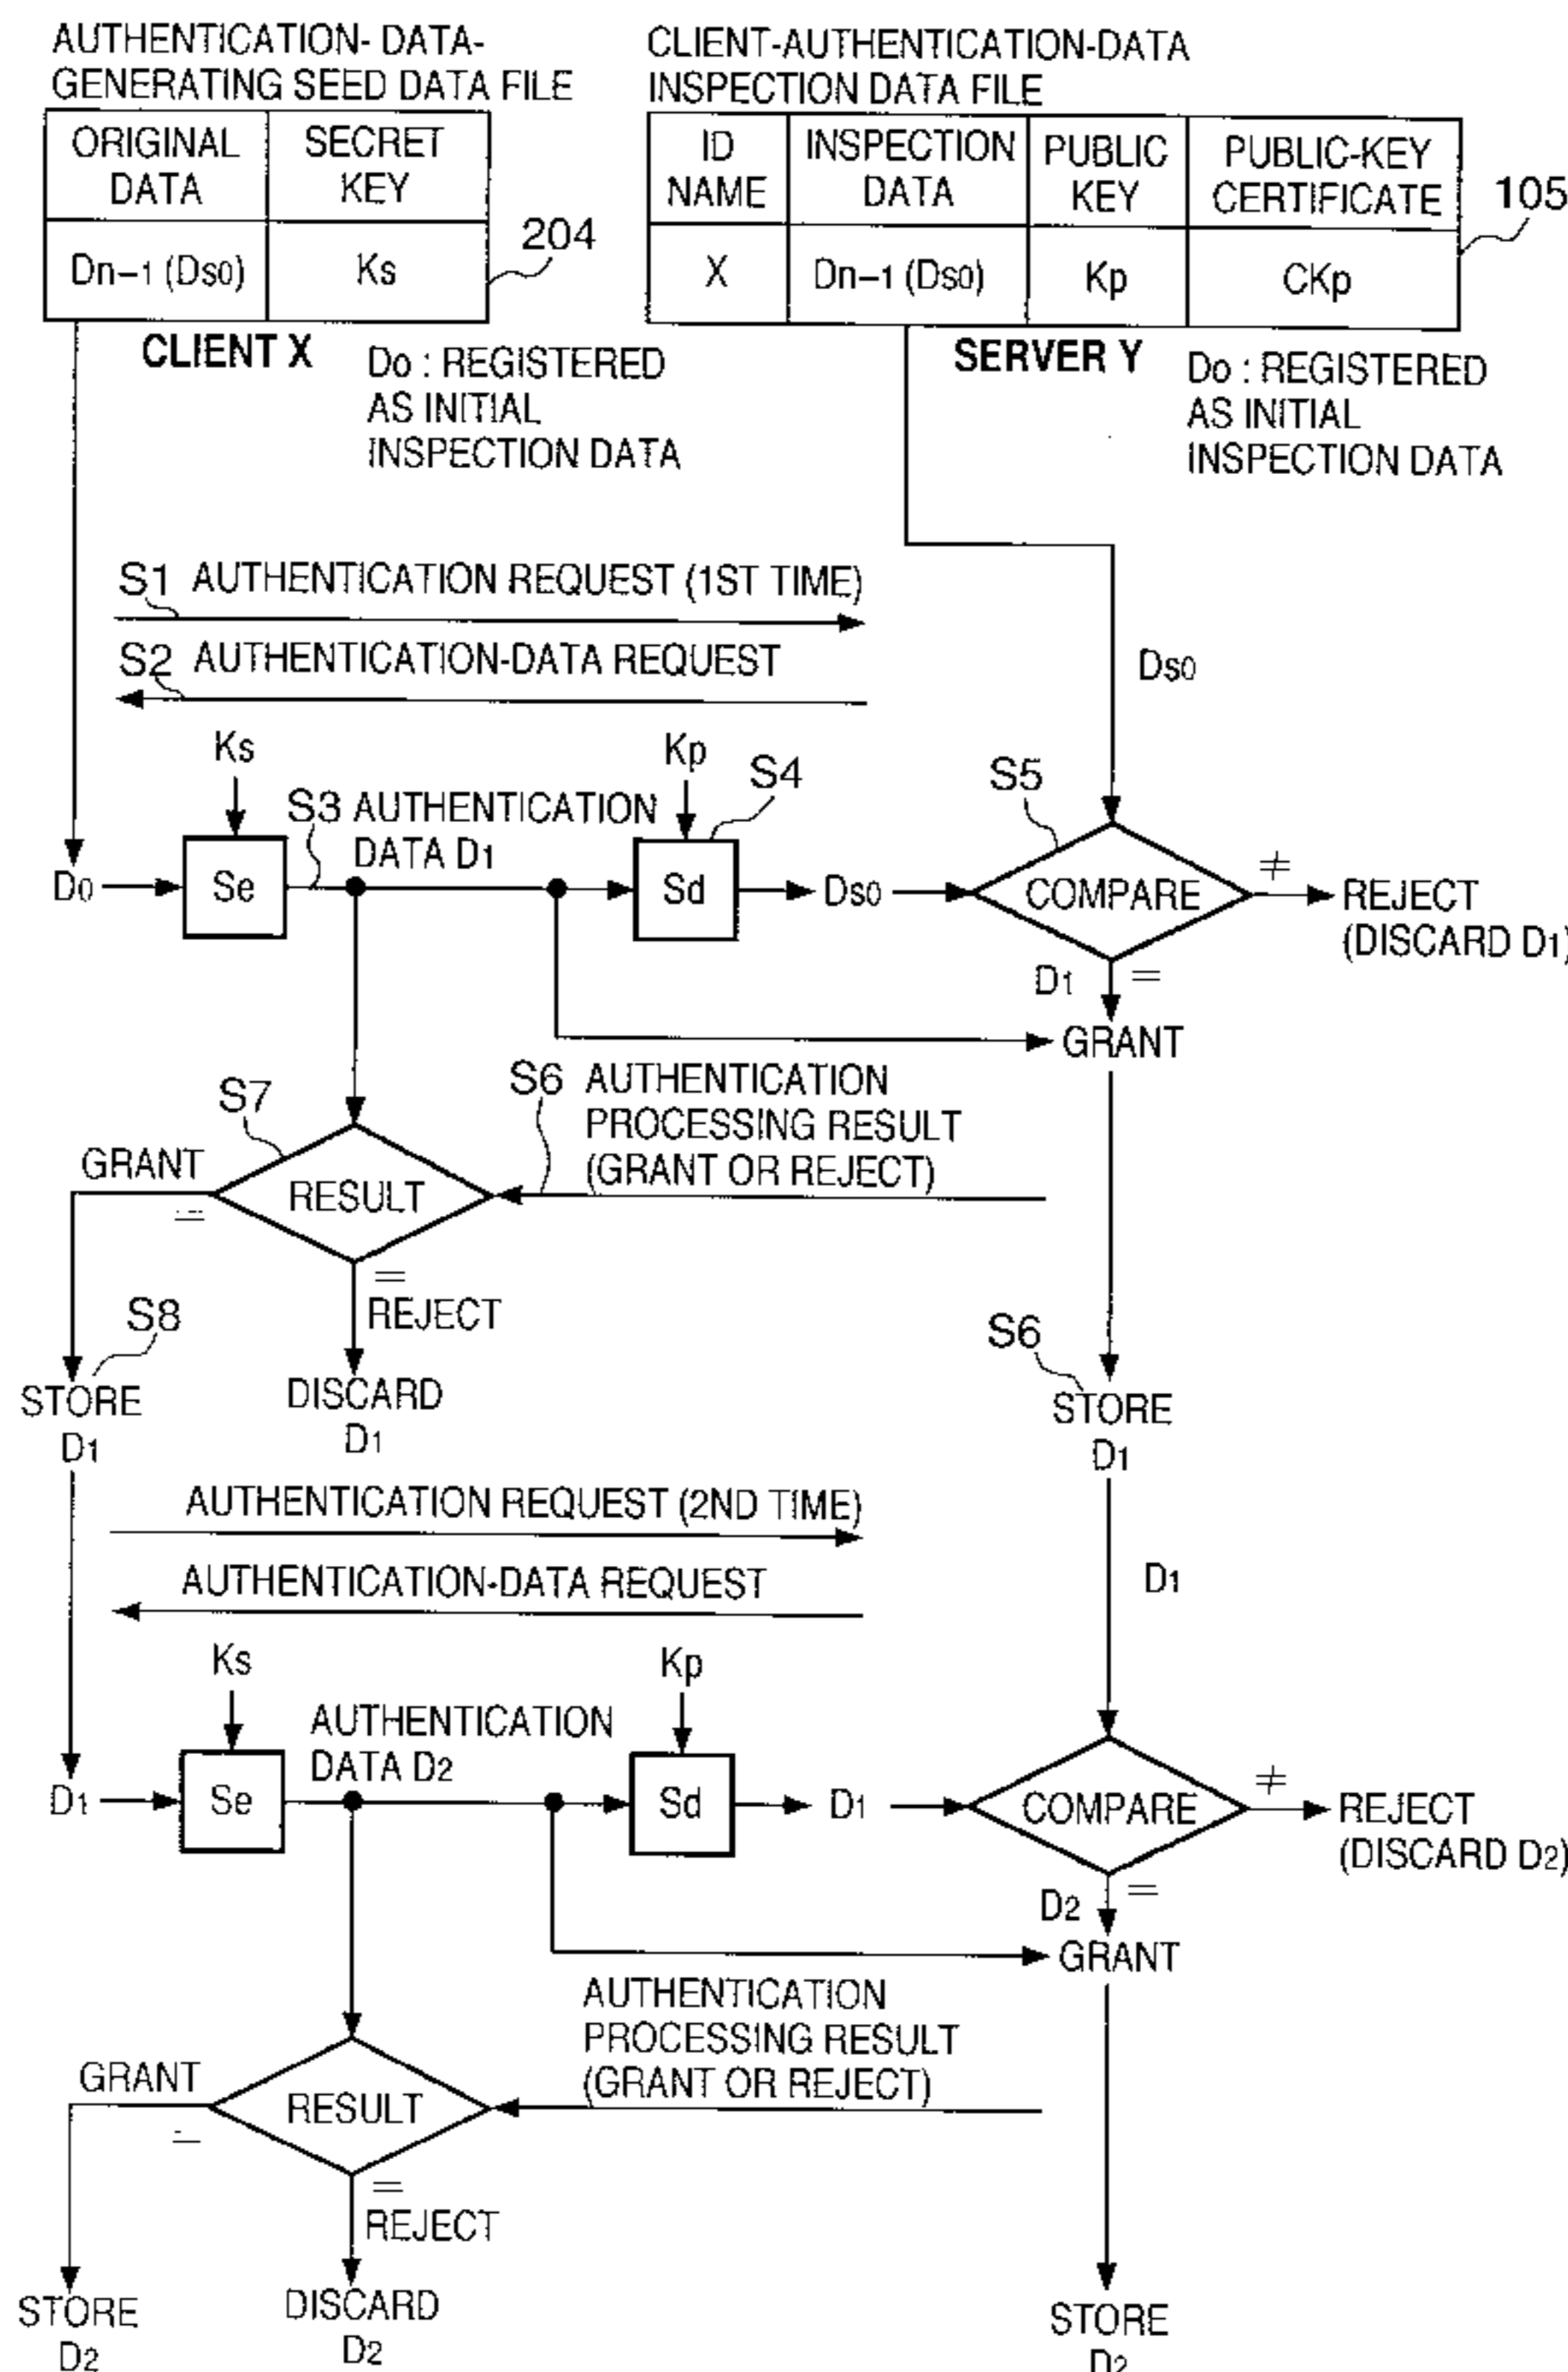 AUTHENTICATION- DATA-
GENERATING SEED DATA FILE
ORIGINAL
DATA
SECRET
KEY
Dn−1 (Ds0)
Ks
204
CLIENT X
Do : REGISTERED
AS INITIAL
INSPECTION DATA
CLIENT-AUTHENTICATION-DATA
INSPECTION DATA FILE
ID
NAME
INSPECTION
DATA
PUBLIC
KEY
PUBLIC-KEY
CERTIFICATE
X
Dn−1 (Ds0)
Kp
CKp
105
SERVER Y
Do : REGISTERED
AS INITIAL
INSPECTION DATA
S1 AUTHENTICATION REQUEST (1ST TIME)
S2 AUTHENTICATION-DATA REQUEST
Ds0
Ks
Kp
S4
S5
S3 AUTHENTICATION
DATA D1
D0
Se
Sd
Ds0
COMPARE
≠
REJECT
(DISCARD D1)
D1
=
GRANT
S7
S6 AUTHENTICATION
PROCESSING RESULT
(GRANT OR REJECT)
GRANT
=
RESULT
=
REJECT
S8
STORE
D1
DISCARD
D1
S6
STORE
D1
AUTHENTICATION REQUEST (2ND TIME)
AUTHENTICATION-DATA REQUEST
D1
Ks
Kp
AUTHENTICATION
DATA D2
D1
Se
Sd
D1
COMPARE
≠
REJECT
(DISCARD D2)
D2
=
GRANT
AUTHENTICATION
PROCESSING RESULT
(GRANT OR REJECT)
GRANT
=
RESULT
=
REJECT
STORE
D2
DISCARD
D2
STORE
D2